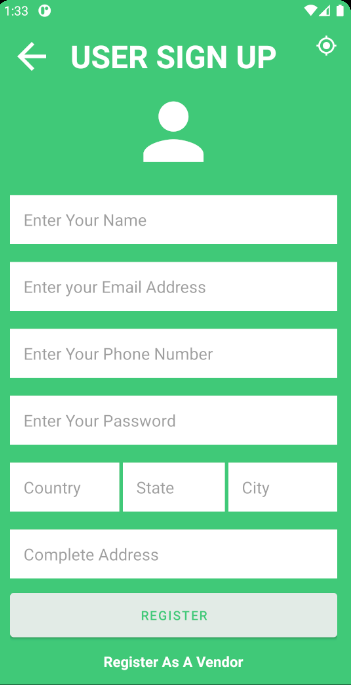 1:33
USER SIGN UP
Enter Your Name
Enter your Email Address
Enter Your Phone Number
Enter Your Password
Country State City
Complete Address
REGISTER
Register As A Vendor